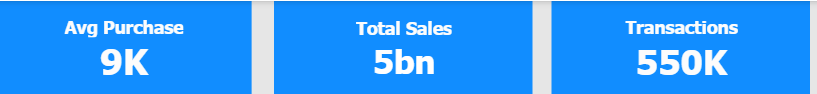 Avg Purchase
9K
Total Sales
5bn
Transactions
550K